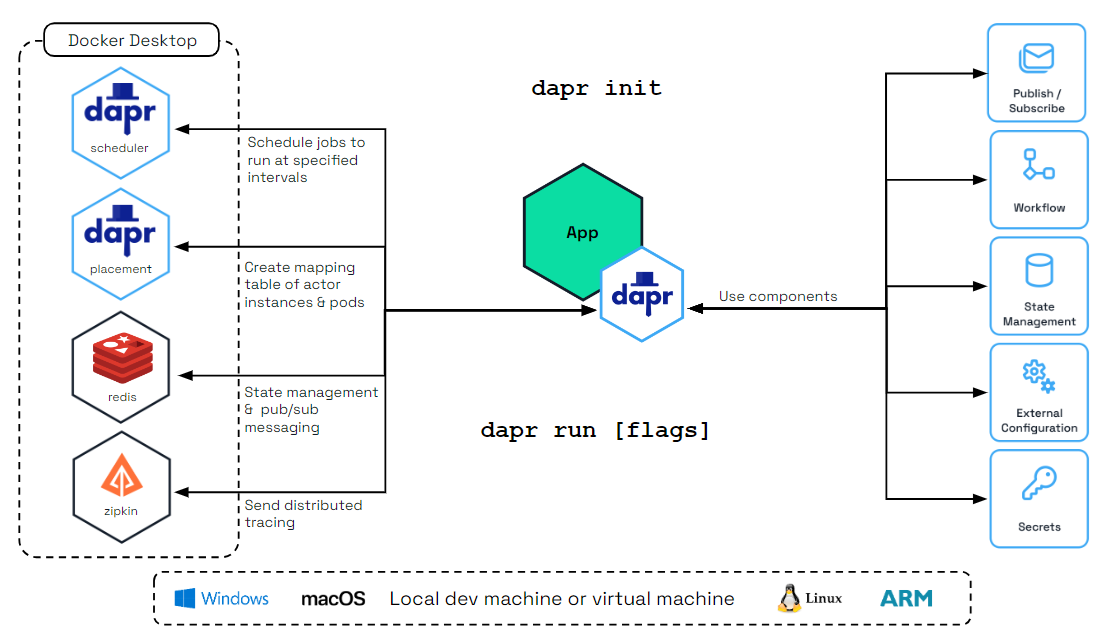 Docker Desktop
dapr
scheduler
Schedule jobs to
run at specified
intervals
dapr
placement
Create mapping
table of actor
instances & pods
redis
State management
& pub/sub
messaging
zipkin
Send distributed
tracing
dapr init
App
dapr
Use components
dapr run [flags]
Publish /
Subscribe
Workflow
State
Management
External
Configuration
Secrets
Windows macOS Local dev machine or virtual machine Linux ARM